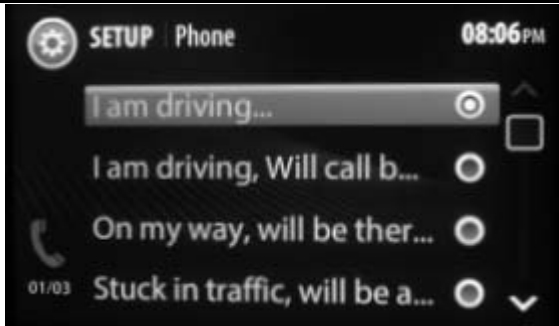 SETUP Phone 08:06PM
I am driving...
I am driving, Will call b...
On my way, will be ther...
01/03 Stuck in traffic, will be a...